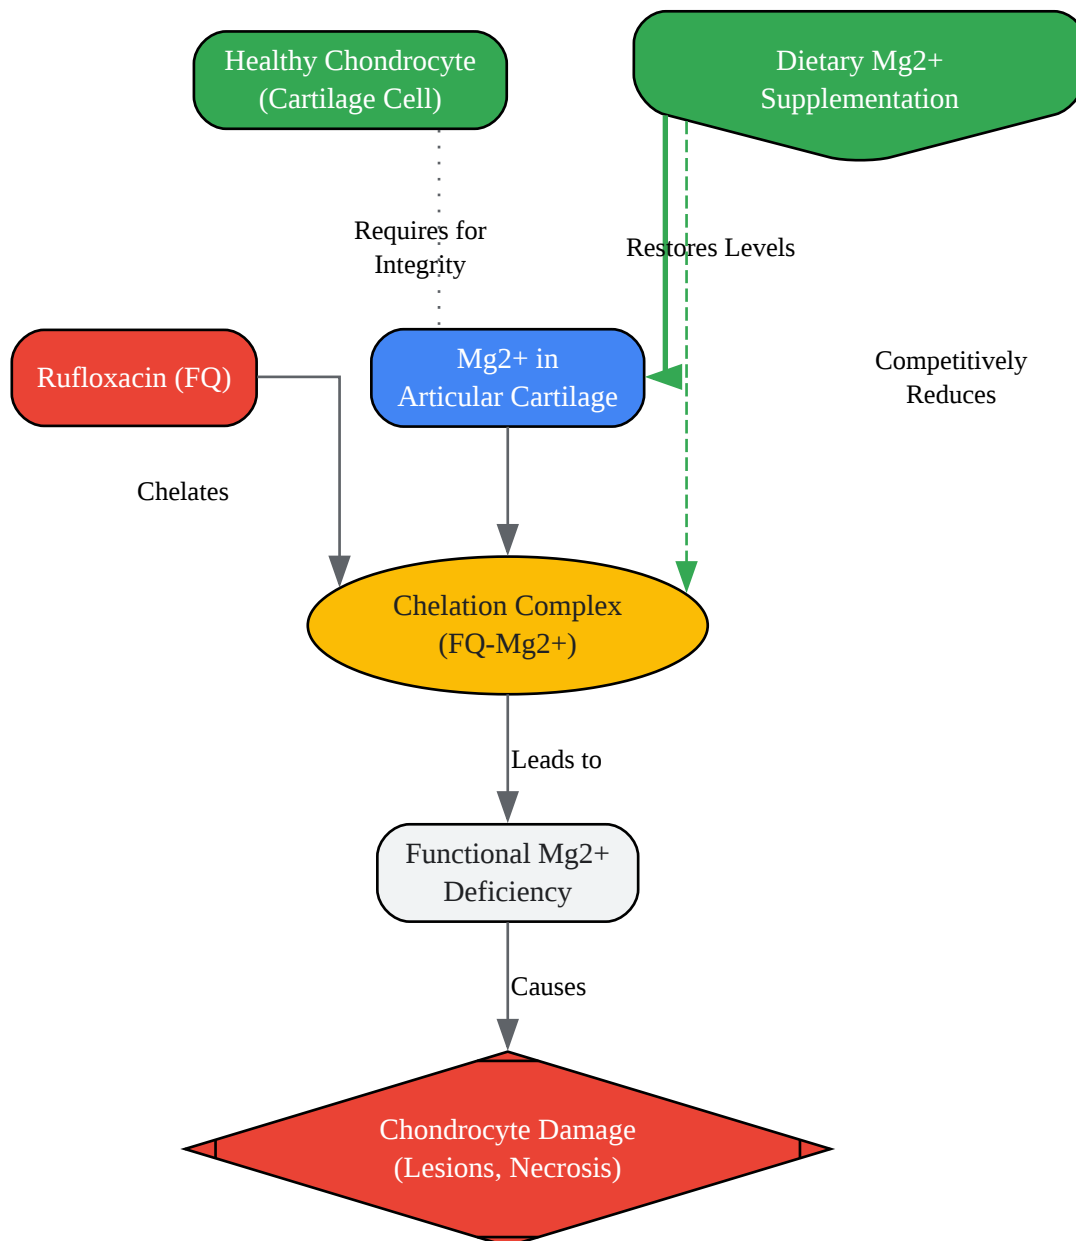 Healthy Chondrocyte
(Cartilage Cell)
Dietary Mg2+
Supplementation
Requires for
Integrity
Restores Levels
Rufloxacin (FQ)
Mg2+ in
Articular Cartilage
Competitively
Reduces
Chelates
Chelation Complex
(FQ-Mg2+)
Leads to
Functional Mg2+
Deficiency
Causes
Chondrocyte Damage
(Lesions, Necrosis)